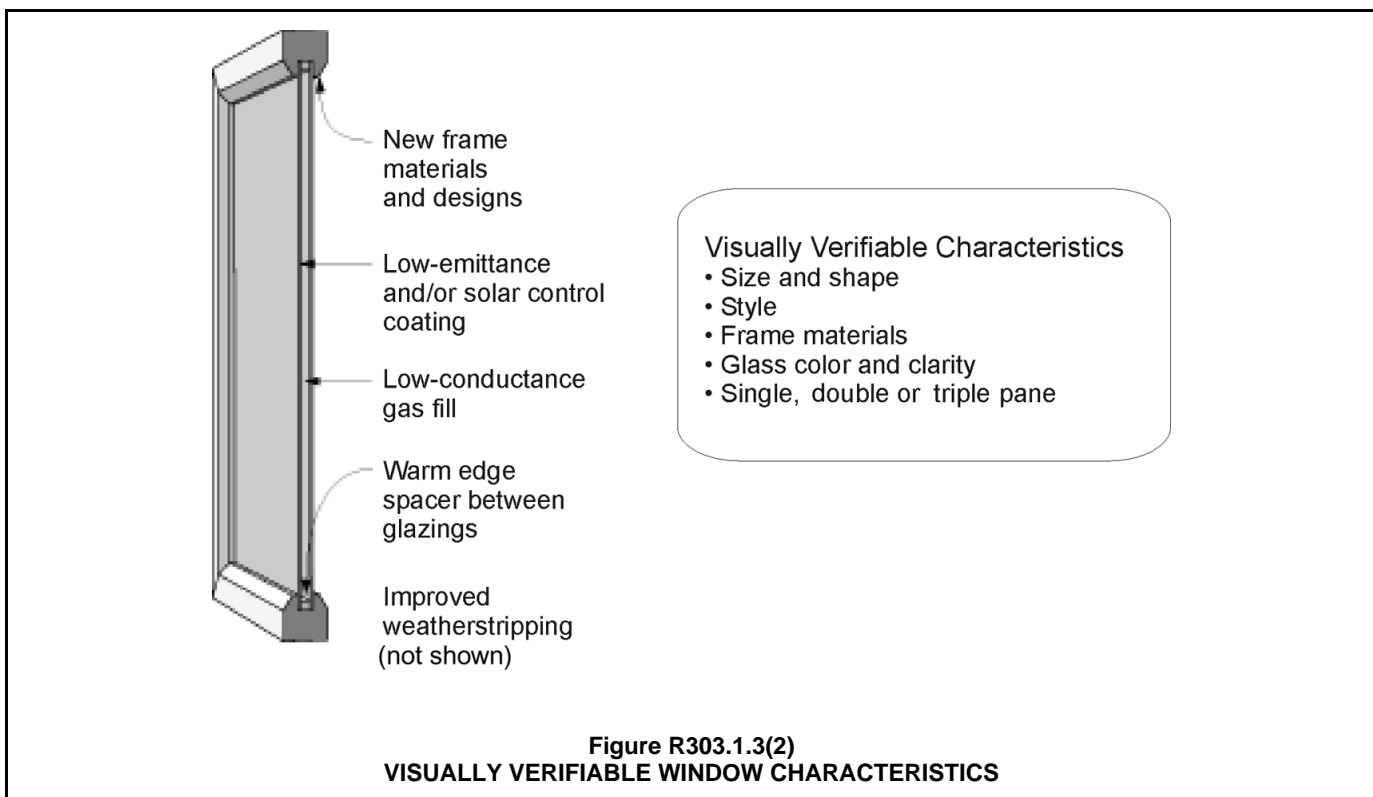 New frame
materials
and designs
Low-emittance
and/or solar control
coating
Low-conductance
gas fill
Warm edge
spacer between
glazings
Improved
weatherstripping
(not shown)
Visually Verifiable Characteristics
• Size and shape
• Style
• Frame materials
• Glass color and clarity
• Single, double or triple pane
Figure R303.1.3(2)
VISUALLY VERIFIABLE WINDOW CHARACTERISTICS